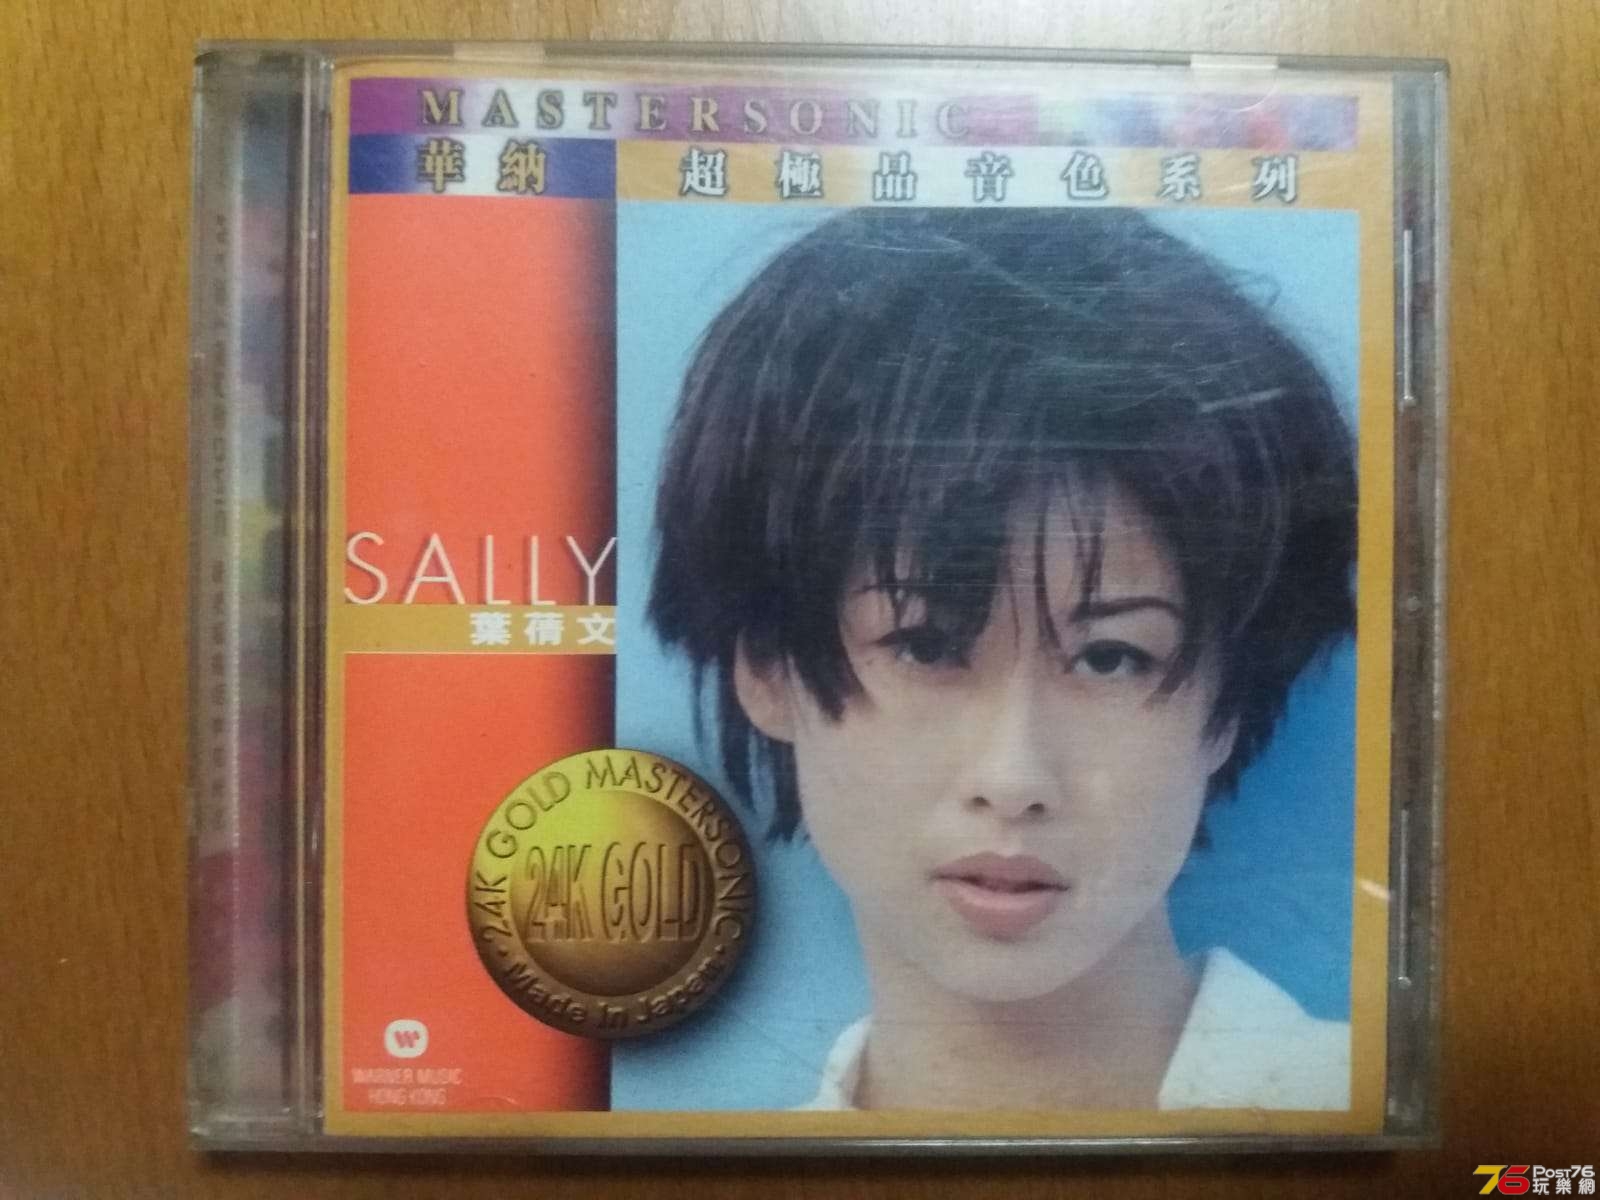 MASTERSONIC
華納 超極品音色系列
SALLY
葉蒨文
24K GOLD MASTERSONIC
24K GOLD
Made In Japan
WARNER MUSIC
HONG KONG
76 Post76
玩樂網